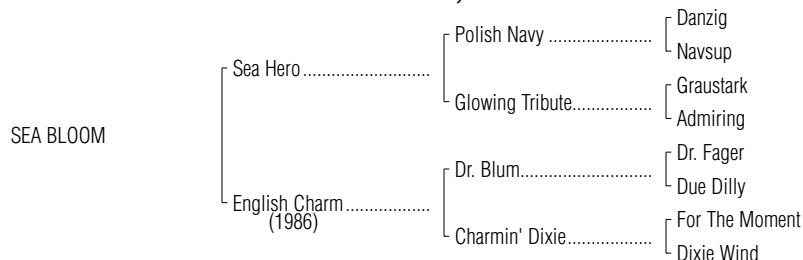 Danzig
Polish Navy ......................
Navsup
Sea Hero ...........................
Graustark
Glowing Tribute.................
Admiring
SEA BLOOM
Dr. Fager
Dr. Blum............................
Due Dilly
English Charm ..................
(1986)
For The Moment
Charmin' Dixie..................
Dixie Wind